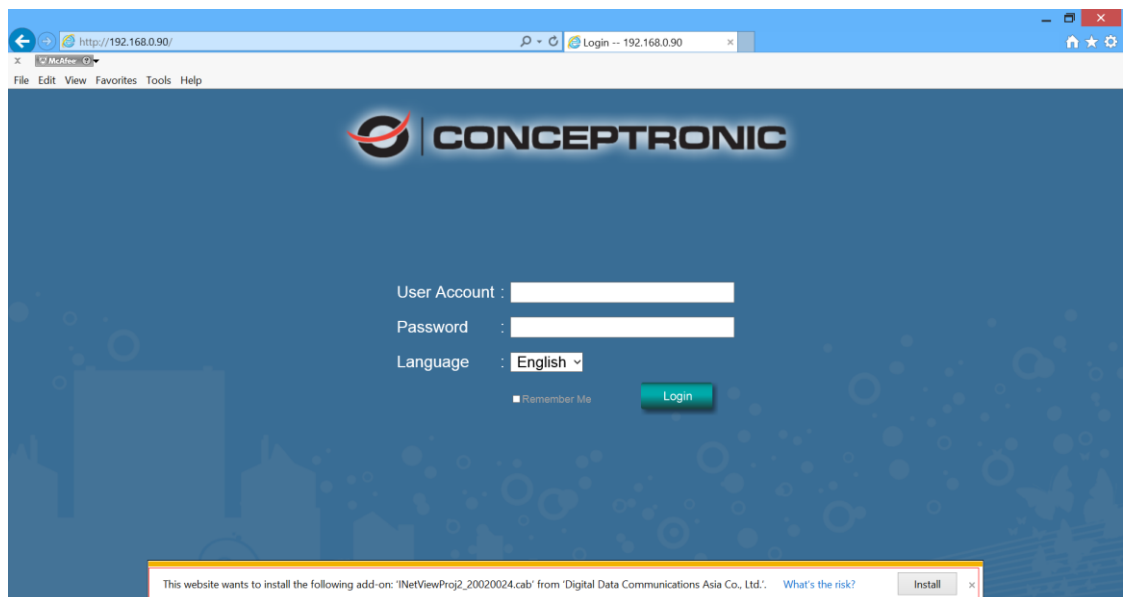 http://192.168.0.90/
Login -- 192.168.0.90
x McAfee
File Edit View Favorites Tools Help
CONCEPTRONIC
User Account :
Password :
Language : English
Remember Me
Login
This website wants to install the following add-on: 'INetViewProj2_20020024.cab' from 'Digital Data Communications Asia Co., Ltd.'. What's the risk? Install